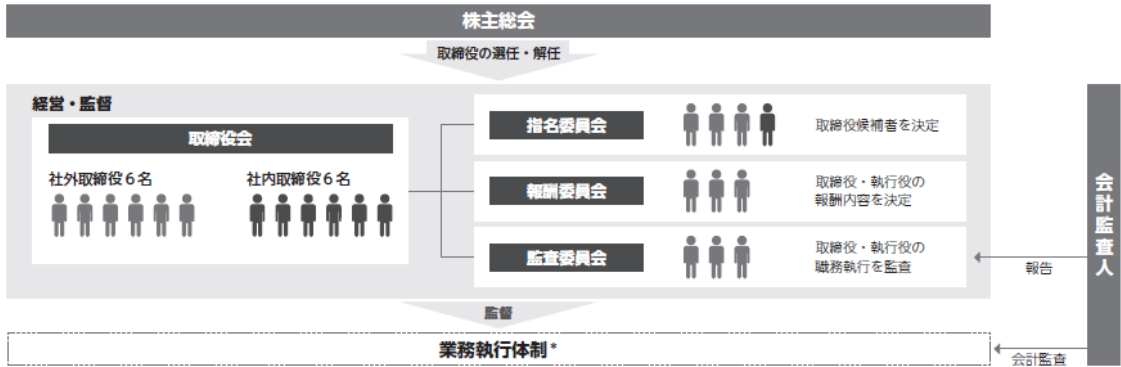 株主総会
取締役の選任・解任
経営・監督
取締役会
社外取締役6名
社内取締役6名
指名委員会
取締役候補者を決定
報酬委員会
取締役・執行役の
報酬内容を決定
監査委員会
取締役・執行役の
職務執行を監査
会計監査人
報告
監督
業務執行体制*
会計監査